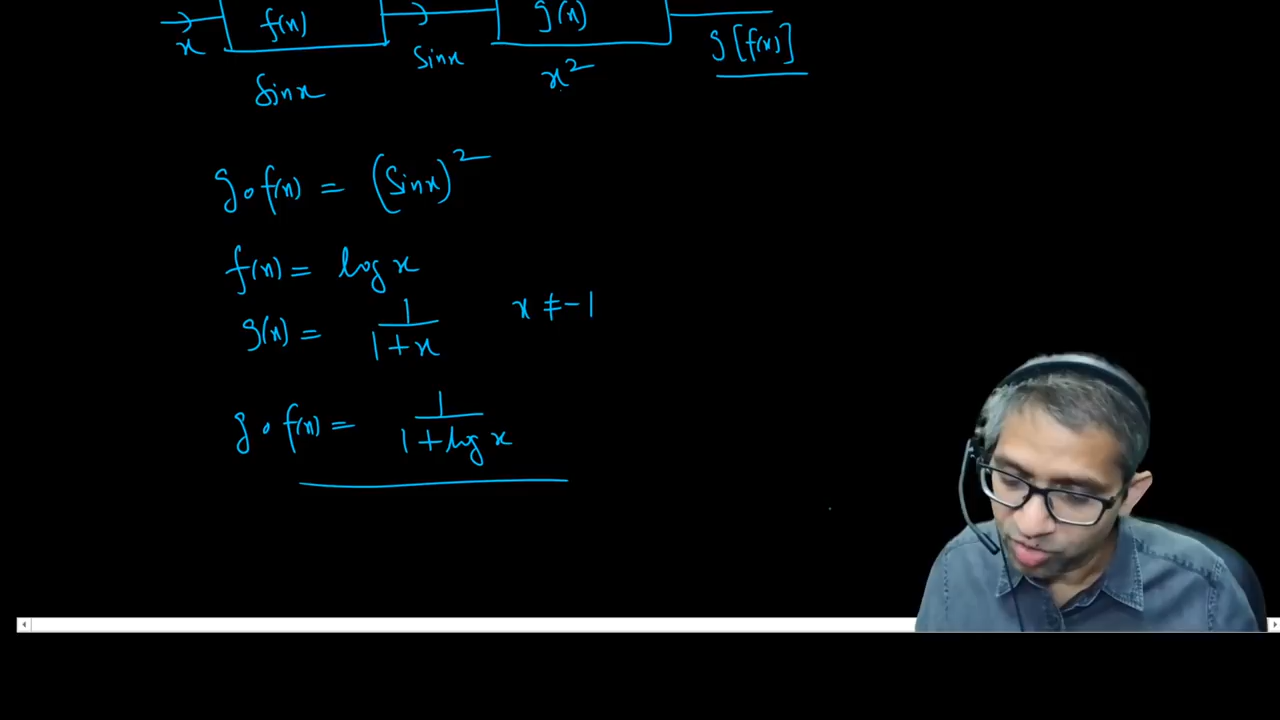 x f(x) sinx g(x) g[f(x)]
sinx x²
g∘f(x) = (sinx)²
f(x) = log x
g(x) = 1/(1+x) x ≠ -1
g∘f(x) = 1/(1+log x)